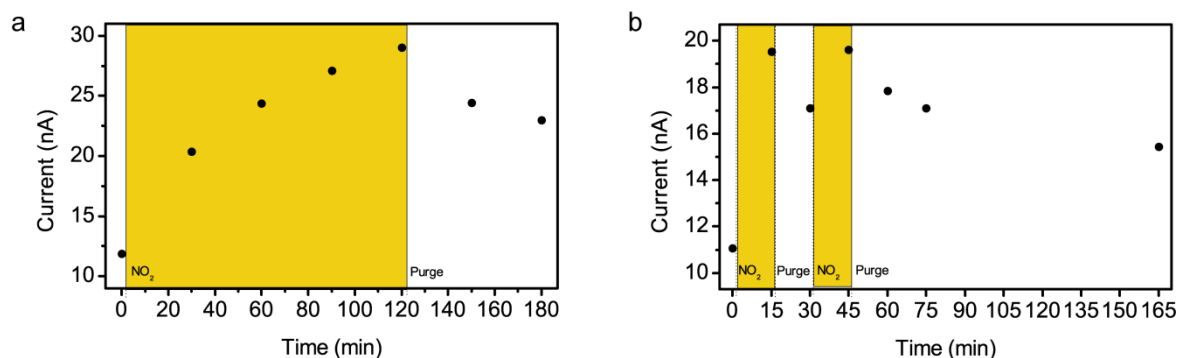 a
Current (nA)
30
25
20
15
10
NO₂
Purge
0 20 40 60 80 100 120 140 160 180
Time (min)
b
Current (nA)
20
18
16
14
12
10
NO₂ Purge NO₂ Purge
0 15 30 45 60 75 90 105 120 135 150 165
Time (min)